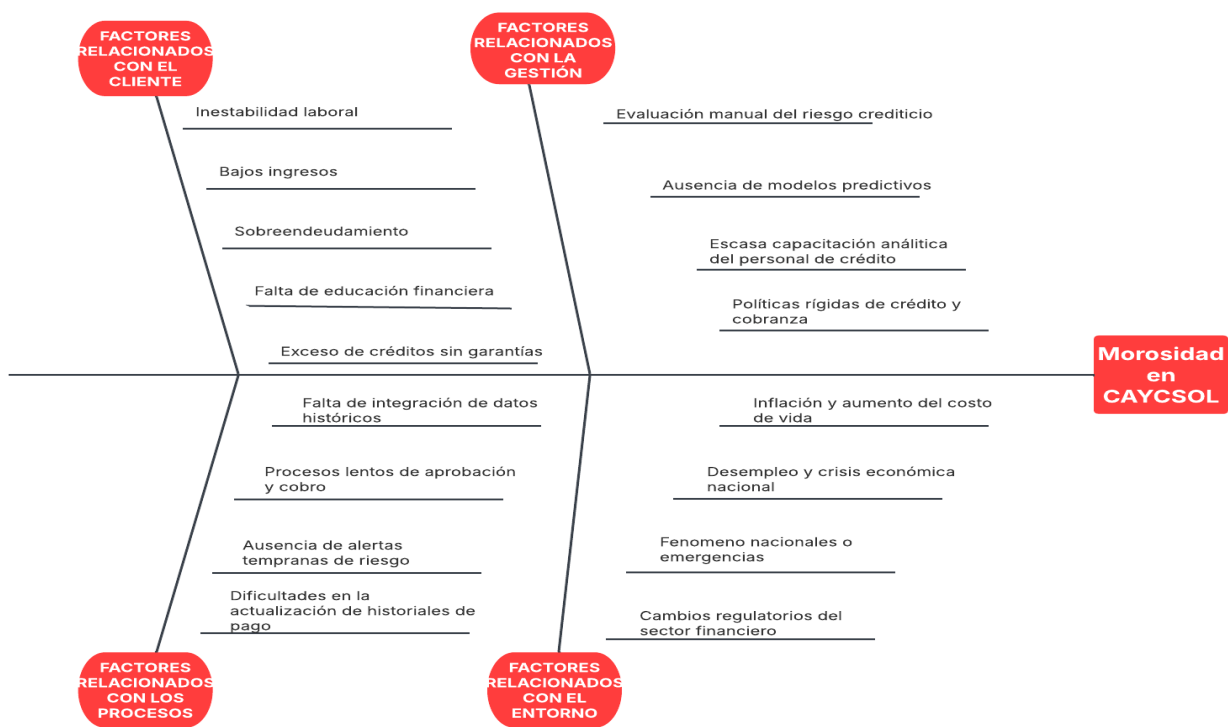 FACTORES
RELACIONADOS
CON EL
CLIENTE
Inestabilidad laboral
Bajos ingresos
Sobreendeudamiento
Falta de educación financiera
Exceso de créditos sin garantías
FACTORES
RELACIONADOS
CON LA
GESTIÓN
Evaluación manual del riesgo crediticio
Ausencia de modelos predictivos
Escasa capacitación análitica
del personal de crédito
Políticas rígidas de crédito y
cobranza
Morosidad
en
CAYCSOL
Falta de integración de datos
históricos
Procesos lentos de aprobación
y cobro
Ausencia de alertas
tempranas de riesgo
Dificultades en la
actualización de historiales de
pago
FACTORES
RELACIONADOS
CON LOS
PROCESOS
Inflación y aumento del costo
de vida
Desempleo y crisis económica
nacional
Fenomeno nacionales o
emergencias
Cambios regulatorios del
sector financiero
FACTORES
RELACIONADOS
CON EL
ENTORNO